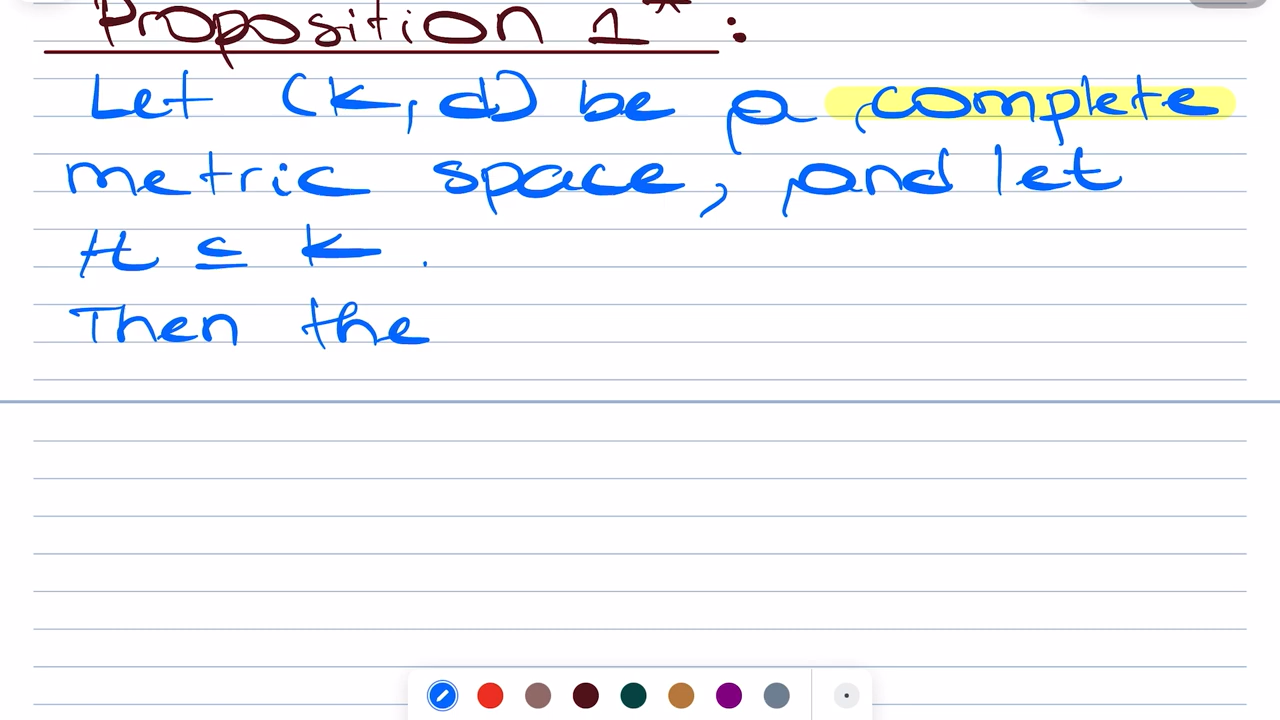 Proposition 1* :
Let (K, d) be a complete
metric space, and let
H ⊆ K .
Then the